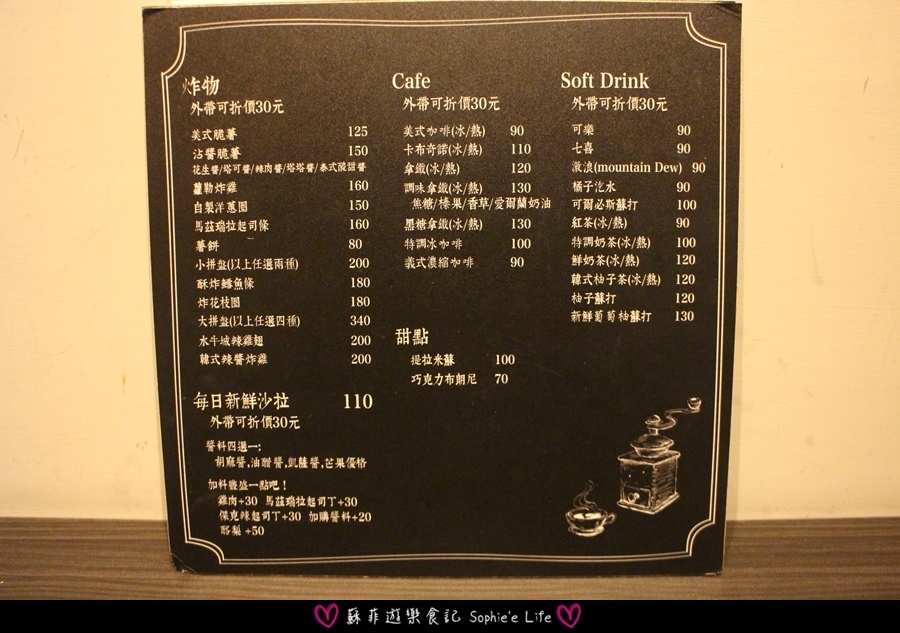 炸物
外帶可折價30元
美式脆薯 125
沾醬脆薯 150
花生醬/塔可醬/辣肉醬/塔塔醬/泰式酸甜醬
蘿勒炸雞 160
自製洋蔥圈 150
馬茲瑞拉起司條 160
薯餅 80
小拼盤(以上任選兩種) 200
酥炸鱈魚條 180
炸花枝圈 180
大拼盤(以上任選四種) 340
水牛城辣雞翅 200
韓式辣醬炸雞 200
每日新鮮沙拉 110
外帶可折價30元
醬料四選一:
胡麻醬,油醋醬,凱薩醬,芒果優格
加料豐盛一點吧!
雞肉+30 馬茲瑞拉起司丁+30
傑克辣起司丁+30 加購醬料+20
酪梨 +50
Cafe
外帶可折價30元
美式咖啡(冰/熱) 90
卡布奇諾(冰/熱) 110
拿鐵(冰/熱) 120
調味拿鐵(冰/熱) 130
焦糖/榛果/香草/愛爾蘭奶油
黑糖拿鐵(冰/熱) 130
特調冰咖啡 100
義式濃縮咖啡 90
甜點
提拉米蘇 100
巧克力布朗尼 70
Soft Drink
外帶可折價30元
可樂 90
七喜 90
激浪(mountain Dew) 90
橘子汽水 90
可爾必斯蘇打 100
紅茶(冰/熱) 90
特調奶茶(冰/熱) 100
鮮奶茶(冰/熱) 120
韓式柚子茶(冰/熱) 120
柚子蘇打 120
新鮮葡萄柚蘇打 130
蘇菲遊樂食記 Sophie'e Life